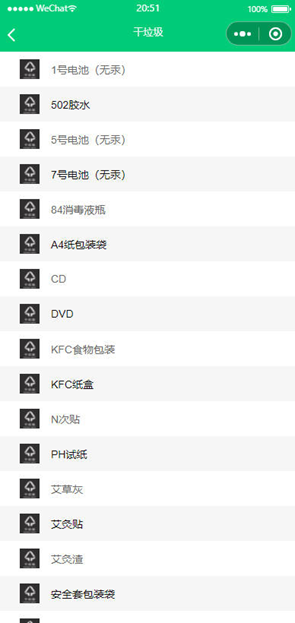 WeChat
20:51
100%
干垃圾
1号电池（无汞）
502胶水
5号电池（无汞）
7号电池（无汞）
84消毒液瓶
A4纸包装袋
CD
DVD
KFC食物包装
KFC纸盒
N次贴
PH试纸
艾草灰
艾灸贴
艾灸渣
安全套包装袋